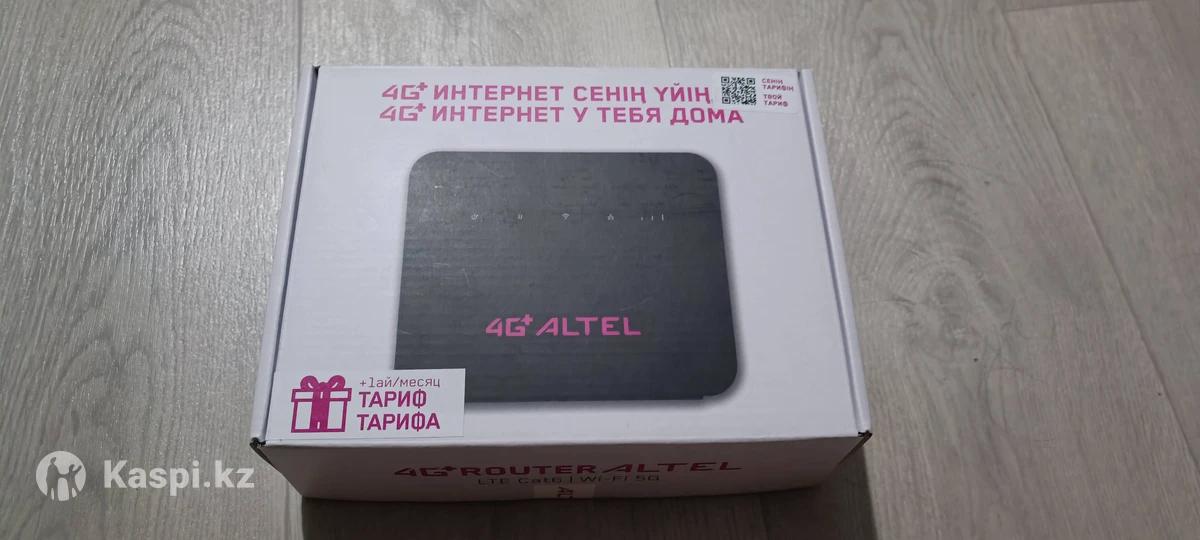 4G+ ИНТЕРНЕТ СЕНІҢ ҮЙІҢ
4G+ ИНТЕРНЕТ У ТЕБЯ ДОМА
СЕНІҢ
ТАРИФІҢ
ТВОЙ
ТАРИФ
4G+ ALTEL
+1ай/месяц
ТАРИФ
ТАРИФА
4G+ ROUTER ALTEL
LTE Cat6 | Wi-Fi 5G
Kaspi.kz